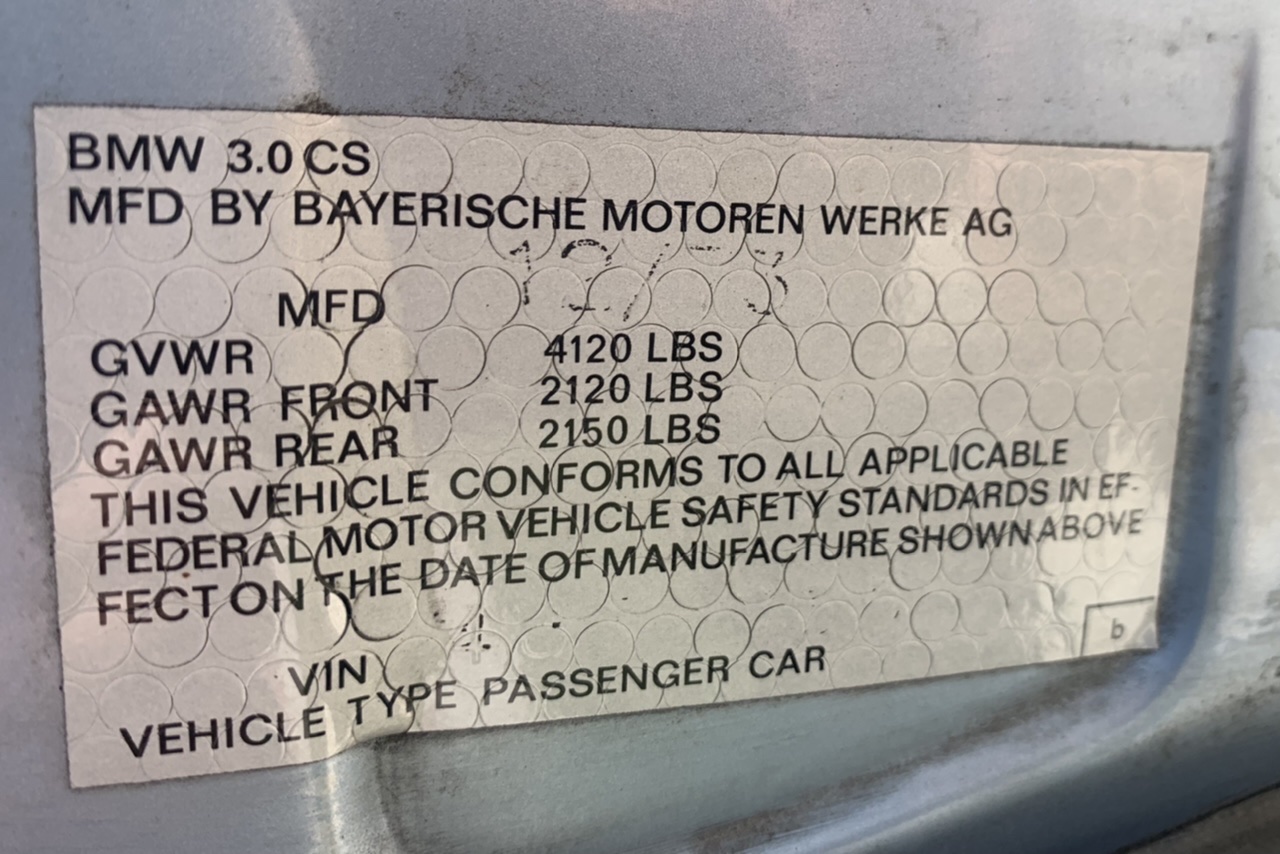 BMW 3.0 CS
MFD BY BAYERISCHE MOTOREN WERKE AG
MFD 12/73
GVWR 4120 LBS
GAWR FRONT 2120 LBS
GAWR REAR 2150 LBS
THIS VEHICLE CONFORMS TO ALL APPLICABLE
FEDERAL MOTOR VEHICLE SAFETY STANDARDS IN EF-
FECT ON THE DATE OF MANUFACTURE SHOWN ABOVE
b
VIN
VEHICLE TYPE PASSENGER CAR